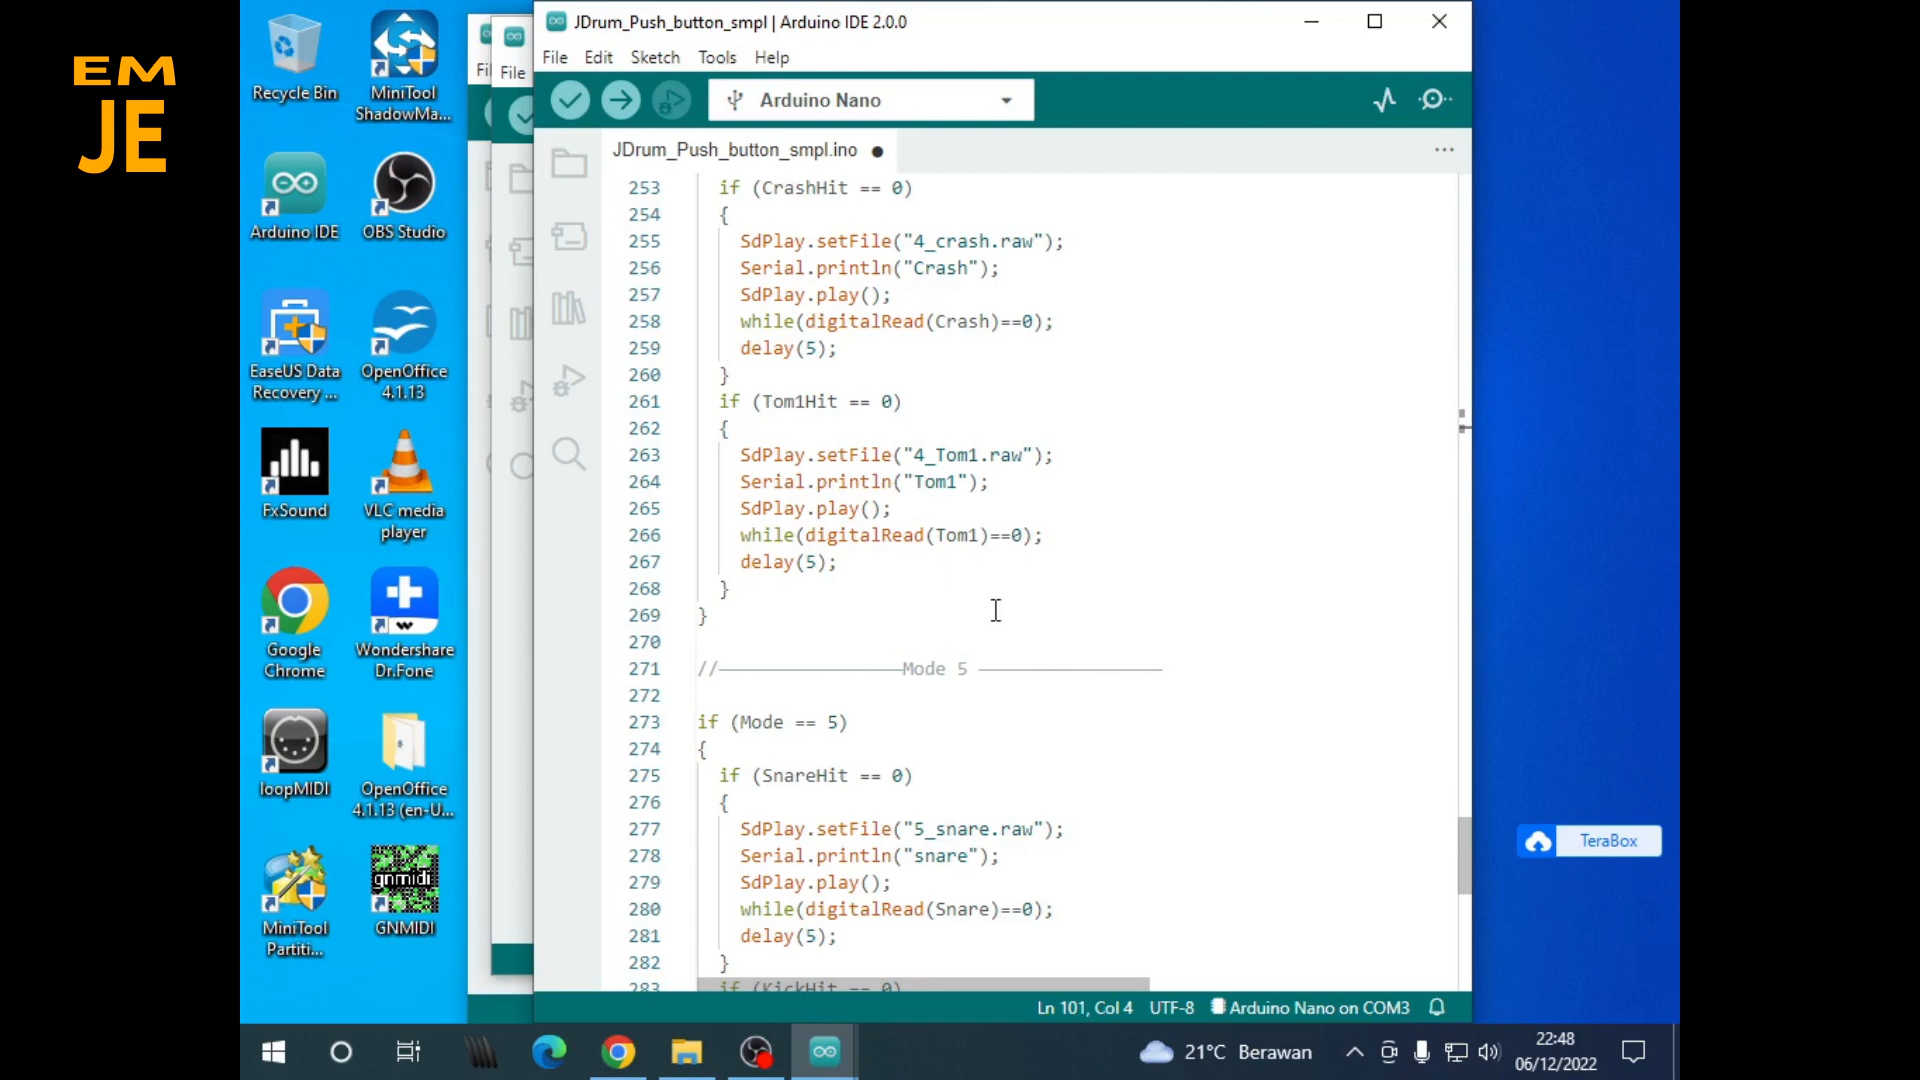 EM
JE
Recycle Bin
MiniTool
ShadowMa...
Arduino IDE
OBS Studio
EaseUS Data
Recovery ...
OpenOffice
4.1.13
FxSound
VLC media
player
Google
Chrome
Wondershare
Dr.Fone
loopMIDI
OpenOffice
4.1.13 (en-U...
MiniTool
Partiti...
gnmidi
GNMIDI
Fil
File
JDrum_Push_button_smpl | Arduino IDE 2.0.0
File Edit Sketch Tools Help
Arduino Nano
JDrum_Push_button_smpl.ino
253 if (CrashHit == 0)
254 {
255 SdPlay.setFile("4_crash.raw");
256 Serial.println("Crash");
257 SdPlay.play();
258 while(digitalRead(Crash)==0);
259 delay(5);
260 }
261 if (Tom1Hit == 0)
262 {
263 SdPlay.setFile("4_Tom1.raw");
264 Serial.println("Tom1");
265 SdPlay.play();
266 while(digitalRead(Tom1)==0);
267 delay(5);
268 }
269 }
270
271 //—————————————————Mode 5 —————————————————
272
273 if (Mode == 5)
274 {
275 if (SnareHit == 0)
276 {
277 SdPlay.setFile("5_snare.raw");
278 Serial.println("snare");
279 SdPlay.play();
280 while(digitalRead(Snare)==0);
281 delay(5);
282 }
283 if (KickHit == 0)
Ln 101, Col 4 UTF-8 Arduino Nano on COM3
TeraBox
21°C Berawan
22:48
06/12/2022